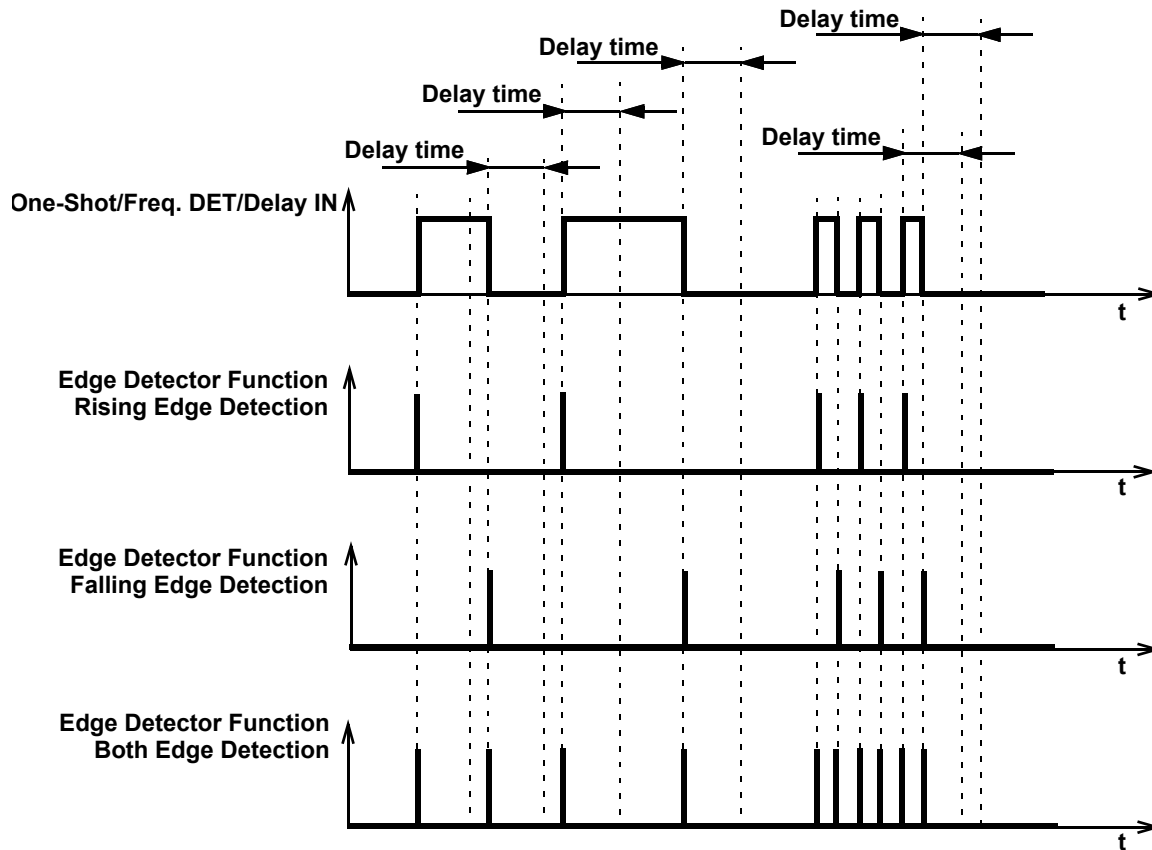 Delay time
Delay time
Delay time
Delay time
Delay time
One-Shot/Freq. DET/Delay IN
t
Edge Detector Function
Rising Edge Detection
t
Edge Detector Function
Falling Edge Detection
t
Edge Detector Function
Both Edge Detection
t